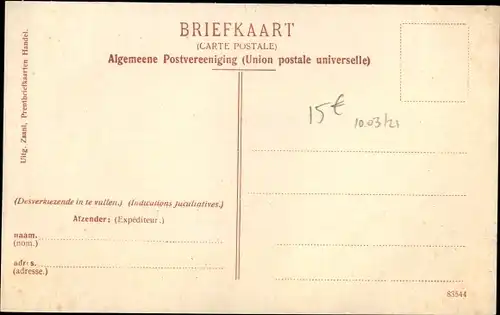 BRIEFKAART
(CARTE POSTALE)
Algemeene Postvereeniging (Union postale universelle)
15€
10.03/21
Uitg. Zaani, Prentbriefkaarten Handel.
(Desverkiezende in te vullen.) (Indications facultatives.)
Afzender: (Expéditeur.)
naam.
(nom.)
adres.
(adresse.)
83544